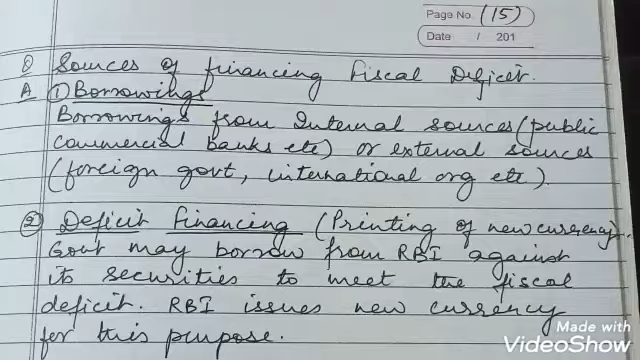 Page No. (15)
Date / 201
Q Sources of financing Fiscal Deficit.
A ① Borrowings
Borrowings from Internal sources (public
commercial banks etc) or external sources
(foreign govt, international org etc).
② Deficit Financing (Printing of new currency).
Govt may borrow from RBI against
its securities to meet the fiscal
deficit. RBI issues new currency
for this purpose.
Made with
VideoShow